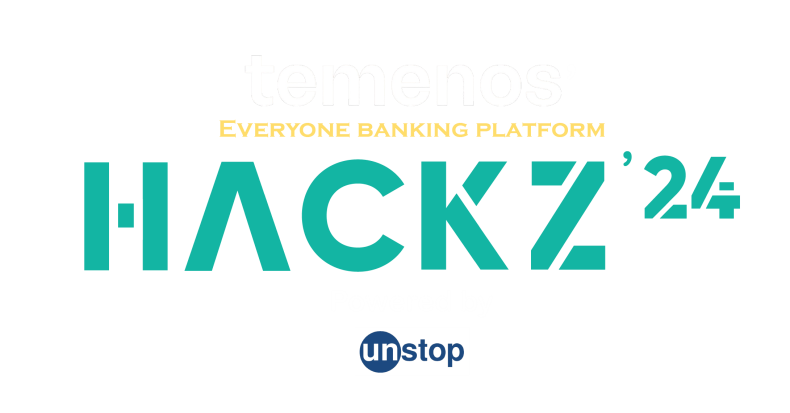 temenos
EVERYONE BANKING PLATFORM
HACKZ '24
unstop